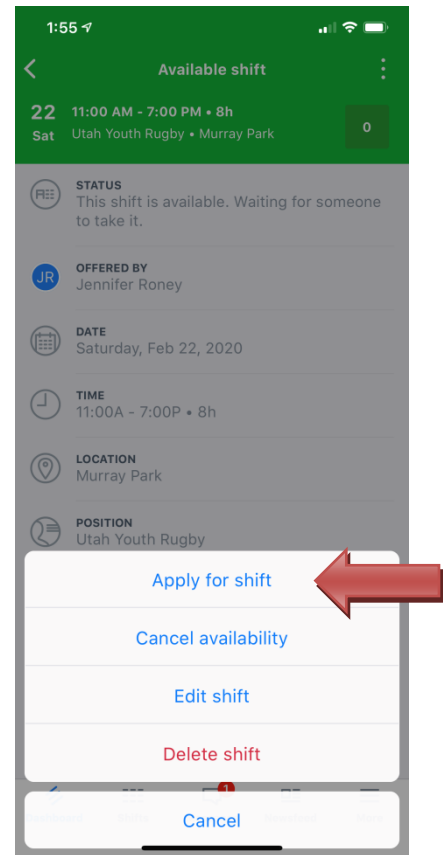 1:55
Available shift
22 11:00 AM - 7:00 PM • 8h 0
Sat Utah Youth Rugby • Murray Park
STATUS
This shift is available. Waiting for someone
to take it.
JR OFFERED BY
Jennifer Roney
DATE
Saturday, Feb 22, 2020
TIME
11:00A - 7:00P • 8h
LOCATION
Murray Park
POSITION
Utah Youth Rugby
Apply for shift
Cancel availability
Edit shift
Delete shift
1
Cancel